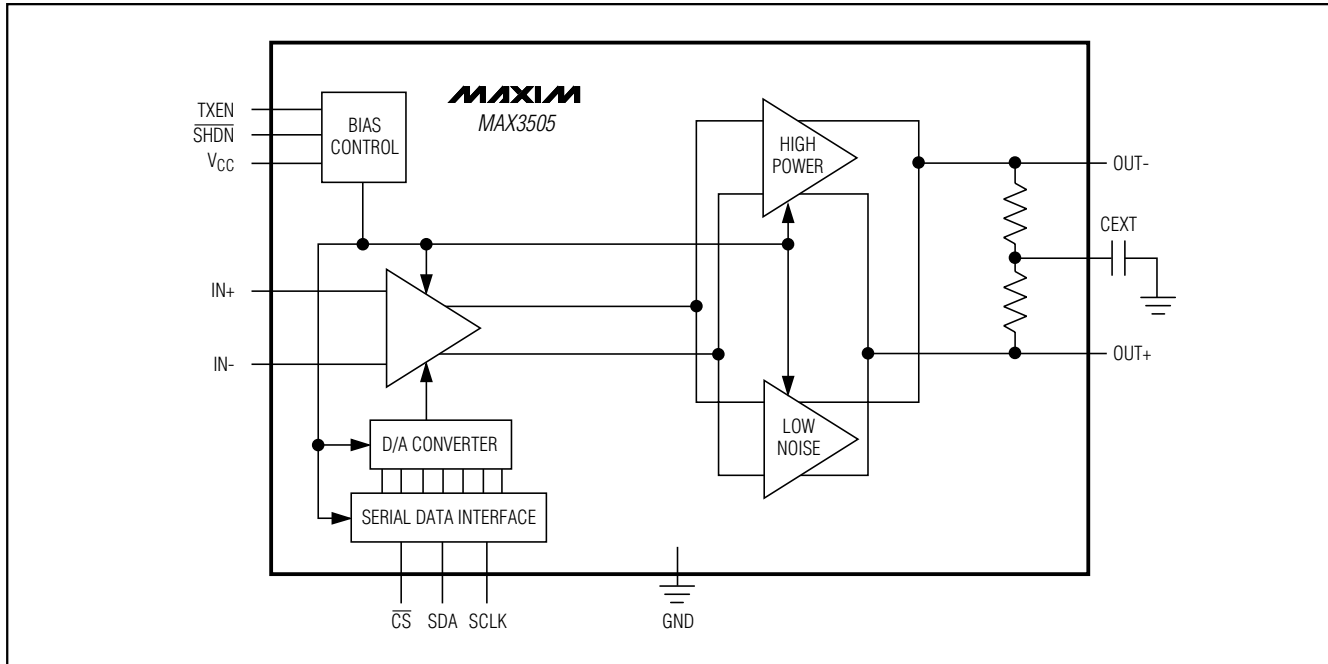 MAXIM
MAX3505
TXEN
SHDN
VCC
BIAS
CONTROL
HIGH
POWER
OUT-
CEXT
IN+
IN-
OUT+
D/A CONVERTER
LOW
NOISE
SERIAL DATA INTERFACE
CS
SDA
SCLK
GND